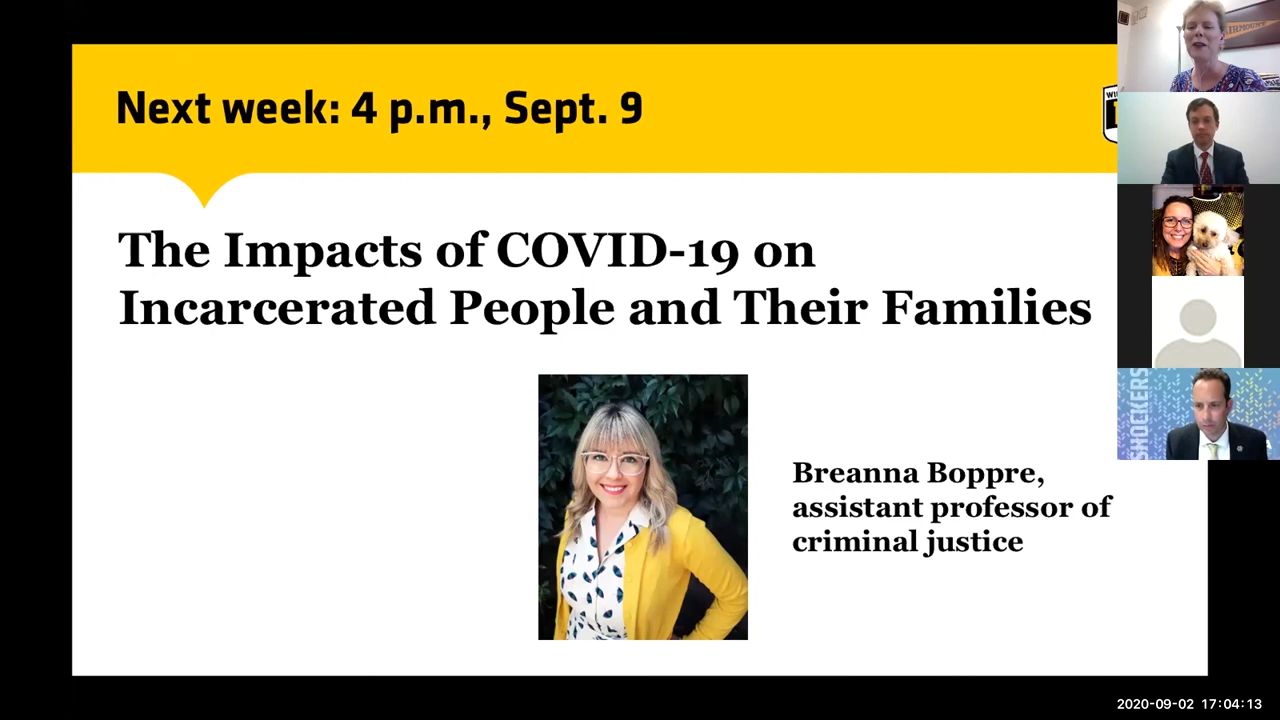 Next week: 4 p.m., Sept. 9
The Impacts of COVID-19 on
Incarcerated People and Their Families
Breanna Boppre,
assistant professor of
criminal justice
SHOCKERS
2020-09-02 17:04:13